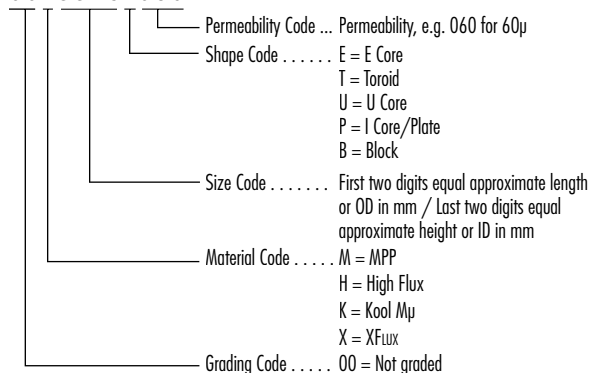 Permeability Code ... Permeability, e.g. 060 for 60µ
Shape Code . . . . . . E = E Core
T = Toroid
U = U Core
P = I Core/Plate
B = Block
Size Code . . . . . . . First two digits equal approximate length
or OD in mm / Last two digits equal
approximate height or ID in mm
Material Code . . . . . M = MPP
H = High Flux
K = Kool Mµ
X = XFLUX
Grading Code . . . . . 00 = Not graded